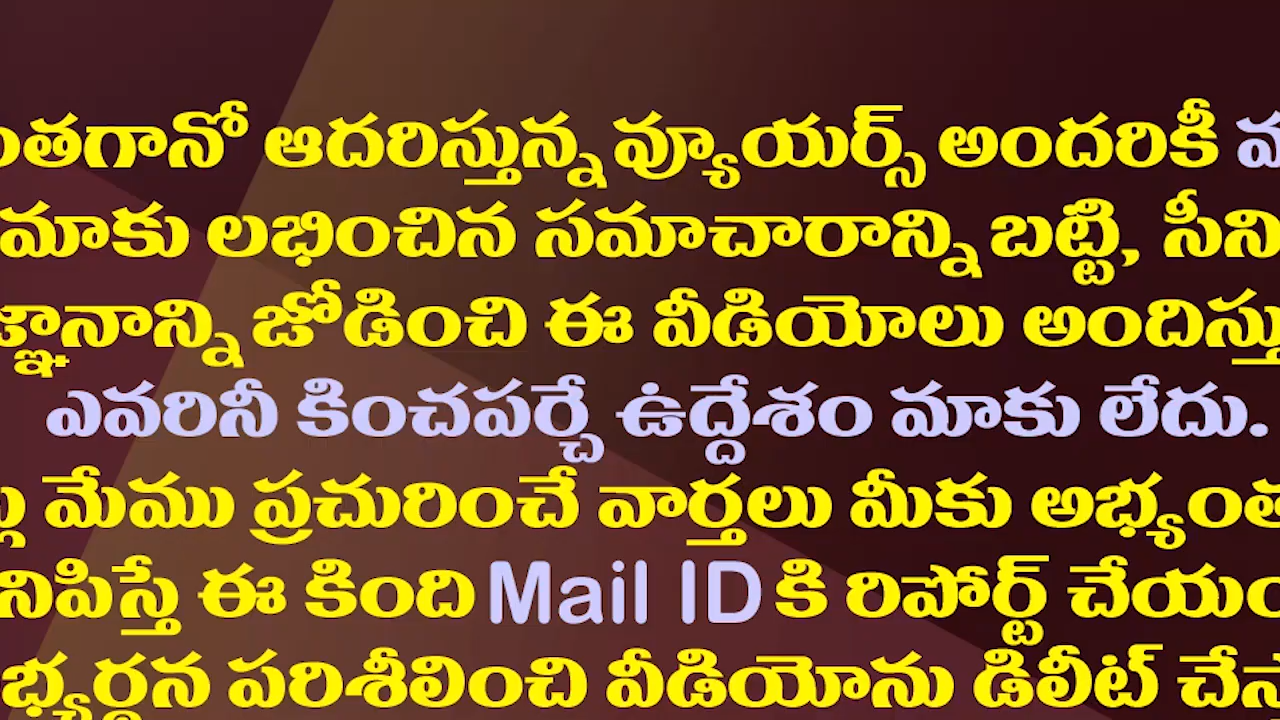 ంతగానో ఆదరిస్తున్న వ్యూయర్స్ అందరికీ
మాకు లభించిన సమాచారాన్ని బట్టి, సీని
జ్ఞానాన్ని జోడించి ఈ వీడియోలు అందిస్తు
ఎవరినీ కించపర్చే ఉద్దేశం మాకు లేదు.
మేము ప్రచురించే వార్తలు మీకు అభ్యంత
నిపిస్తే ఈ కింది Mail ID కి రిపోర్ట్ చేయం
భ్యర్థన పరిశీలించి వీడియోను డిలీట్ చేస